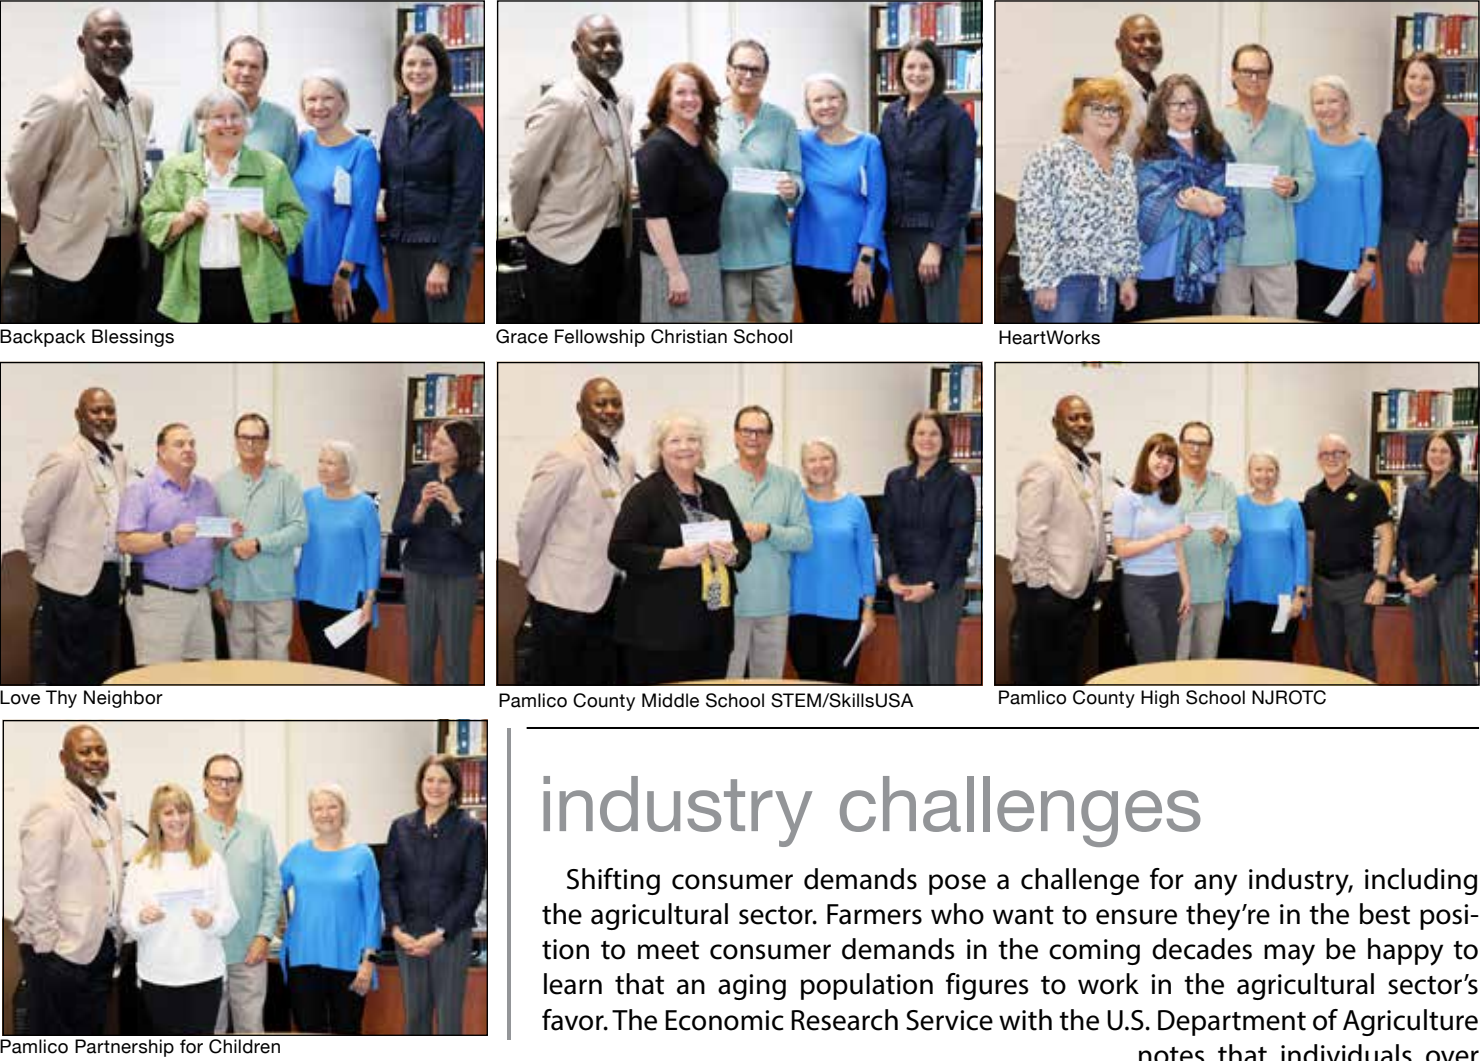 Backpack Blessings
Grace Fellowship Christian School
HeartWorks
Love Thy Neighbor
Pamlico County Middle School STEM/SkillsUSA
Pamlico County High School NJROTC
Pamlico Partnership for Children
industry challenges
Shifting consumer demands pose a challenge for any industry, including
the agricultural sector. Farmers who want to ensure they’re in the best posi-
tion to meet consumer demands in the coming decades may be happy to
learn that an aging population figures to work in the agricultural sector’s
favor. The Economic Research Service with the U.S. Department of Agriculture
notes that individuals over